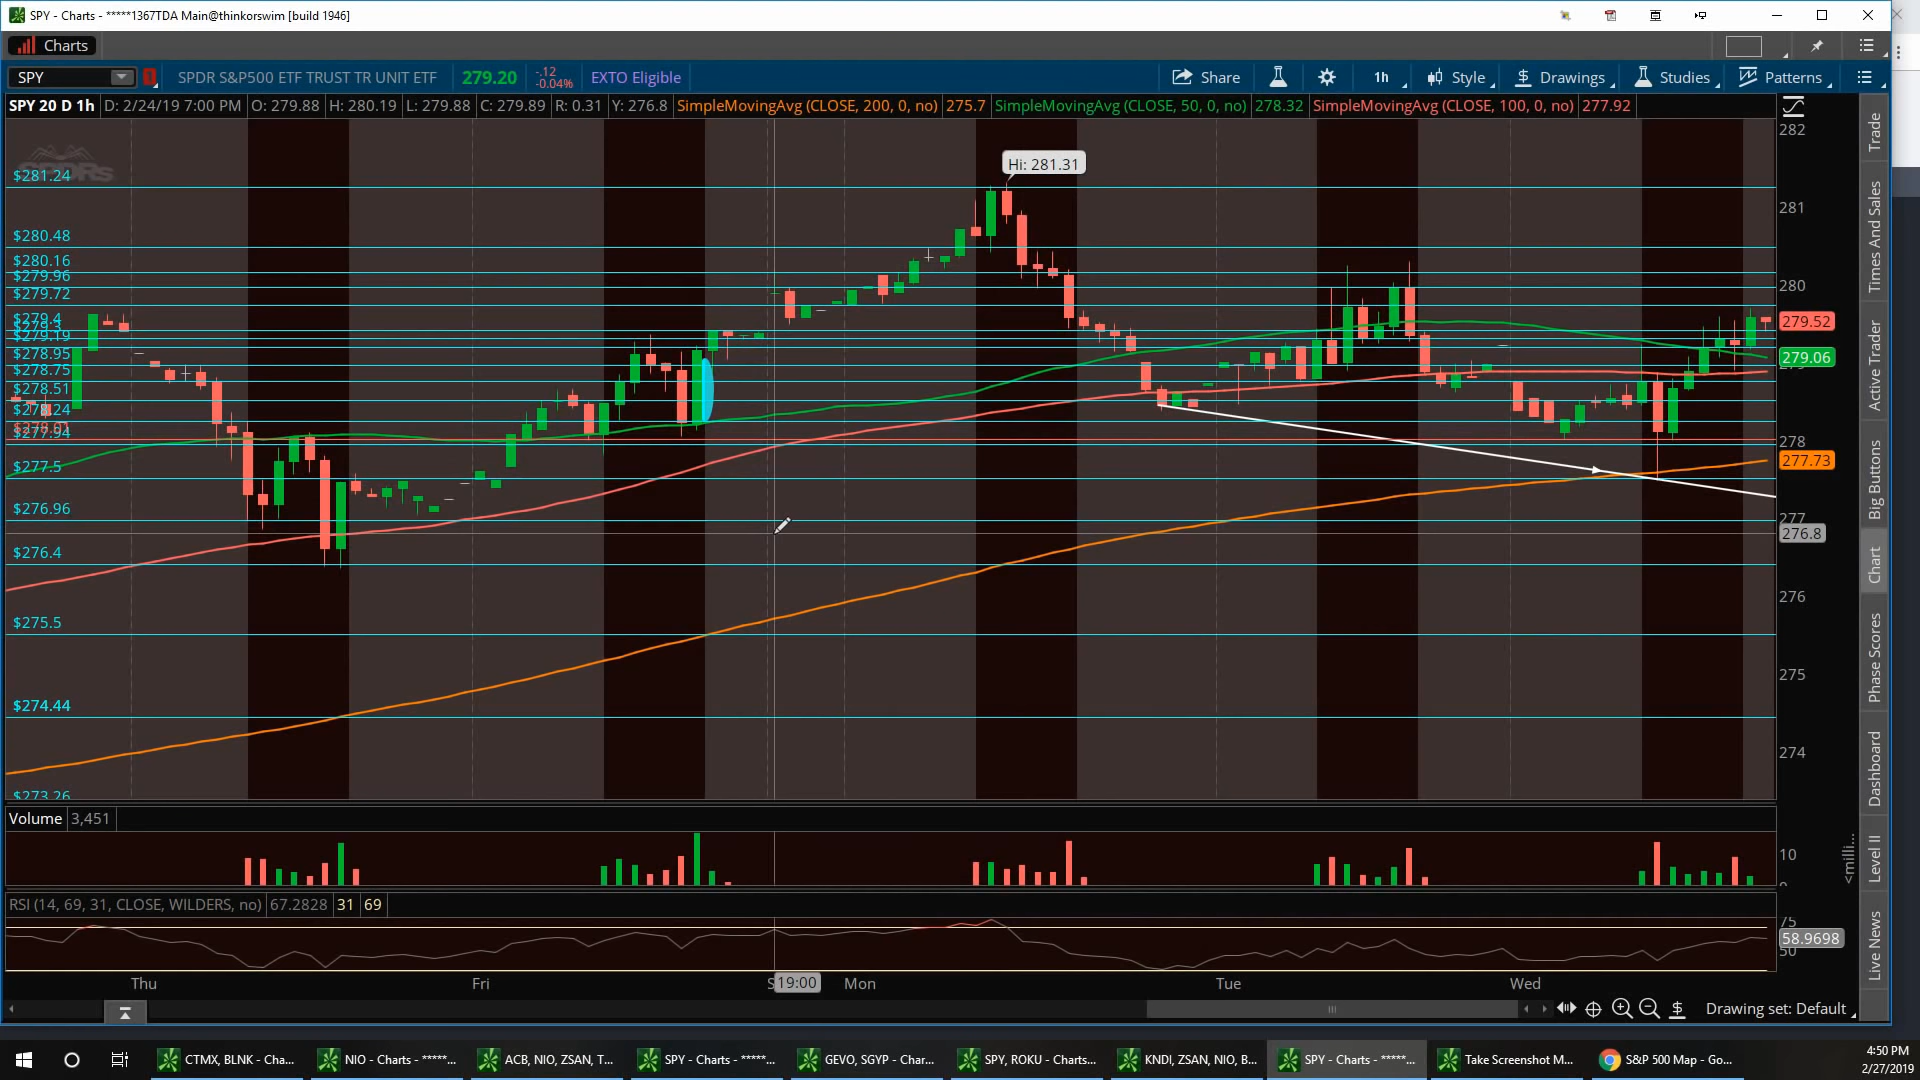 SPY - Charts - *****1367TDA Main@thinkorswim [build 1946]
Charts
SPY
1
SPDR S&P500 ETF TRUST TR UNIT ETF
279.20
-.12
-0.04%
EXTO Eligible
Share
1h
Style
Drawings
Studies
Patterns
SPY 20 D 1h
D: 2/24/19 7:00 PM
O: 279.88
H: 280.19
L: 279.88
C: 279.89
R: 0.31
Y: 276.8
SimpleMovingAvg (CLOSE, 200, 0, no)
275.7
SimpleMovingAvg (CLOSE, 50, 0, no)
278.32
SimpleMovingAvg (CLOSE, 100, 0, no)
277.92
SPDRs
Hi: 281.31
$281.24
$280.48
$280.16
$279.96
$279.72
$279.4
$279.3
$279.19
$278.95
$278.75
$278.51
$278.24
$277.94
$277.5
$276.96
$276.4
$275.5
$274.44
$273.26
282
281
280
279.52
279.06
278
277.73
277
276.8
276
275
274
Trade
Times And Sales
Active Trader
Big Buttons
Chart
Phase Scores
Dashboard
Level II
Live News
Volume
3,451
10
<milli...
RSI (14, 69, 31, CLOSE, WILDERS, no)
67.2828
31
69
75
58.9698
50
Thu
Fri
S
19:00
Mon
Tue
Wed
Drawing set: Default
CTMX, BLNK - Cha...
NIO - Charts - *****...
ACB, NIO, ZSAN, T...
SPY - Charts - *****...
GEVO, SGYP - Char...
SPY, ROKU - Charts...
KNDI, ZSAN, NIO, B...
SPY - Charts - *****...
Take Screenshot M...
S&P 500 Map - Go...
4:50 PM
2/27/2019